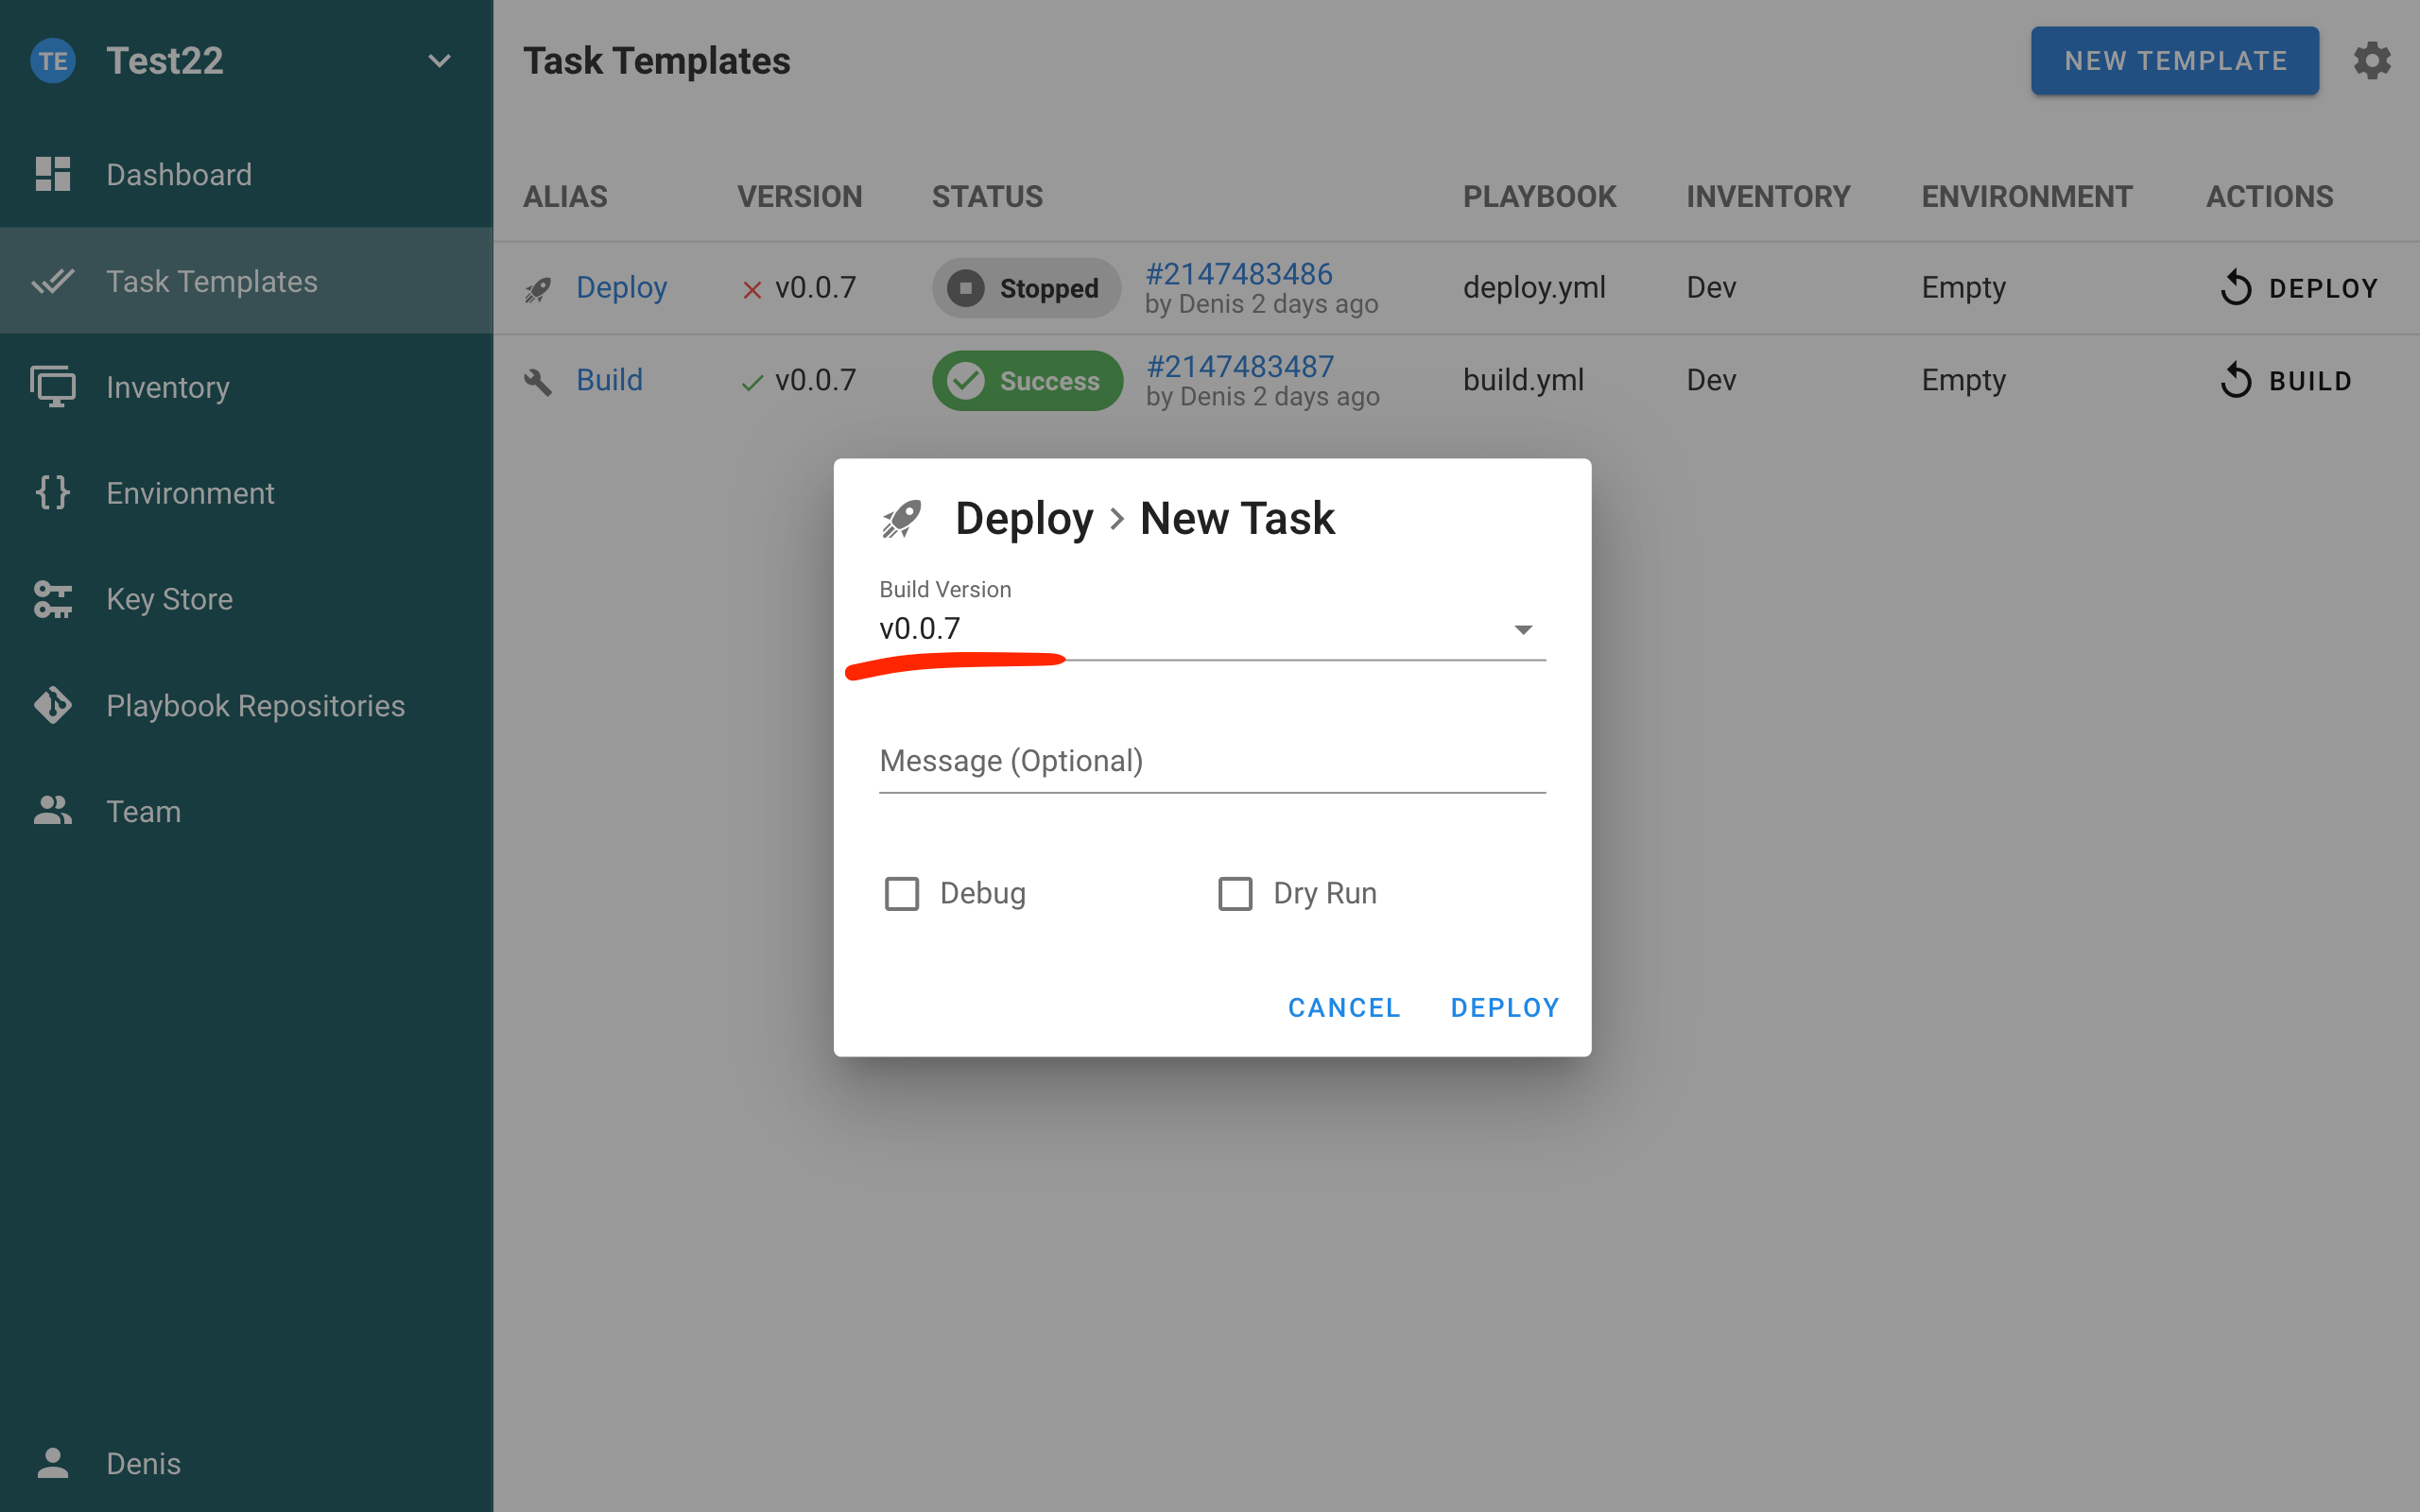 TE Test22
Dashboard
Task Templates
Inventory
Environment
Key Store
Playbook Repositories
Team
Denis
Task Templates
NEW TEMPLATE
ALIAS VERSION STATUS PLAYBOOK INVENTORY ENVIRONMENT ACTIONS
Deploy v0.0.7 Stopped #2147483486 by Denis 2 days ago deploy.yml Dev Empty DEPLOY
Build v0.0.7 Success #2147483487 by Denis 2 days ago build.yml Dev Empty BUILD
Deploy > New Task
Build Version
v0.0.7
Message (Optional)
Debug Dry Run
CANCEL DEPLOY